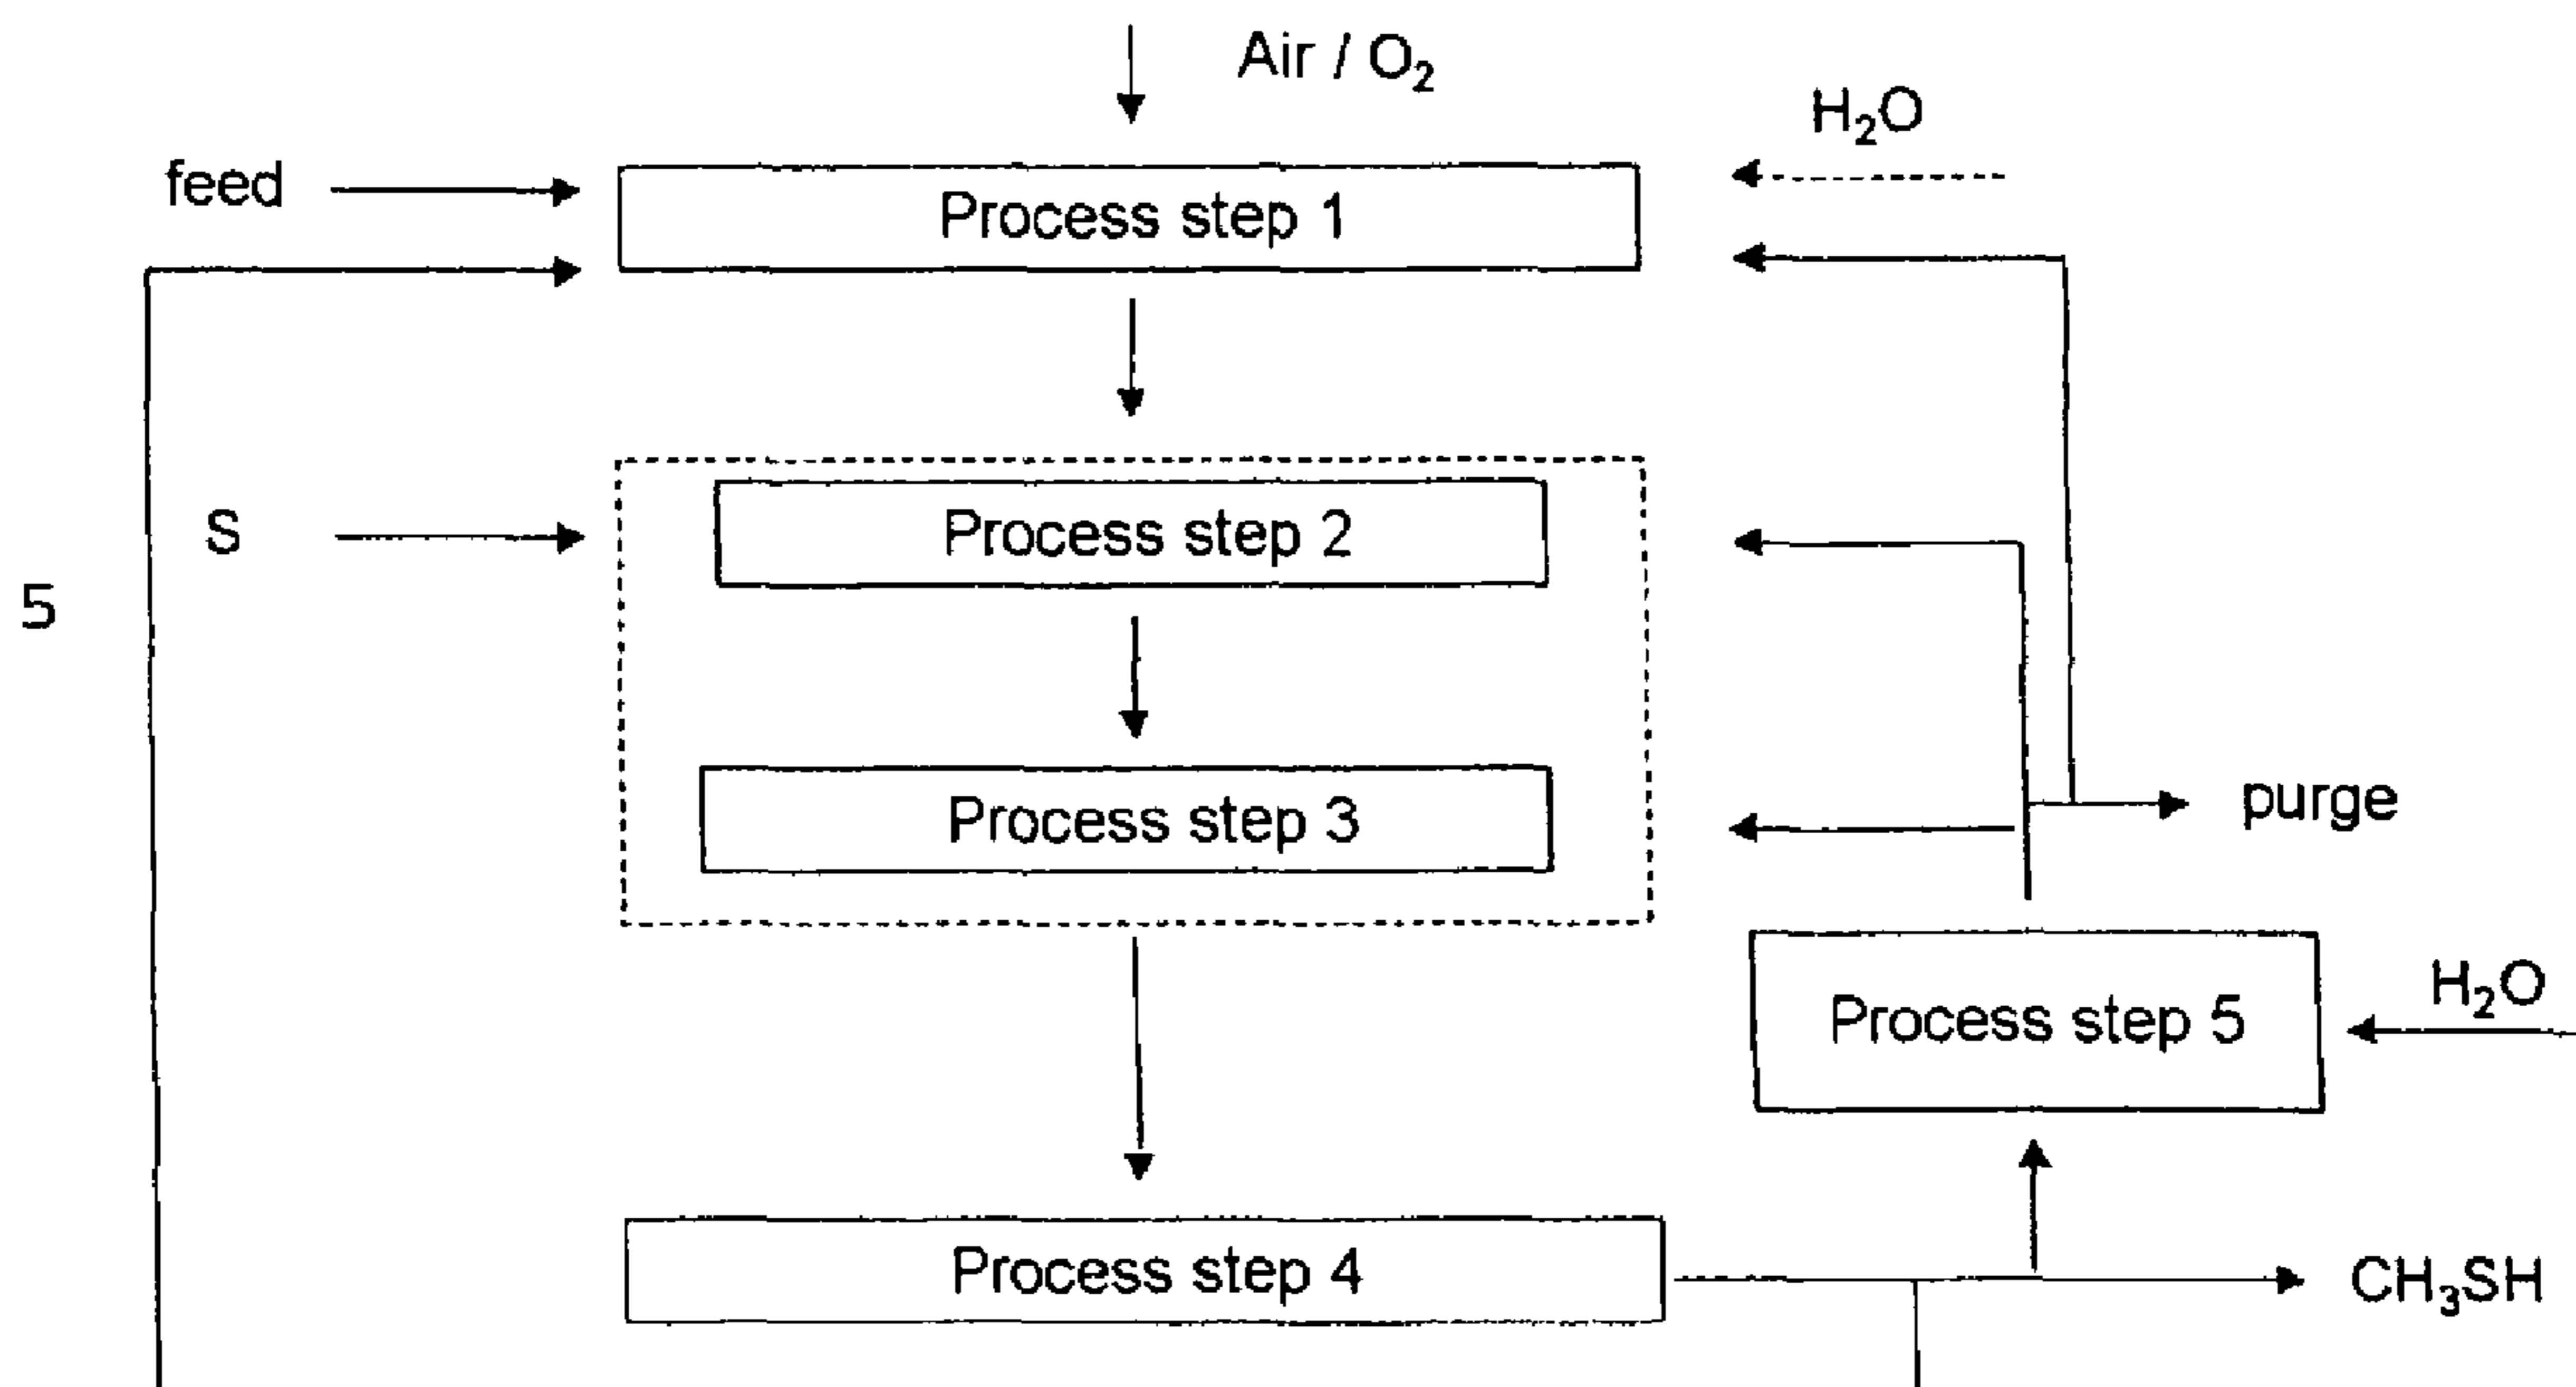 Air / O₂
H₂O
feed
Process step 1
S
Process step 2
5
Process step 3
purge
Process step 5
H₂O
Process step 4
CH₃SH